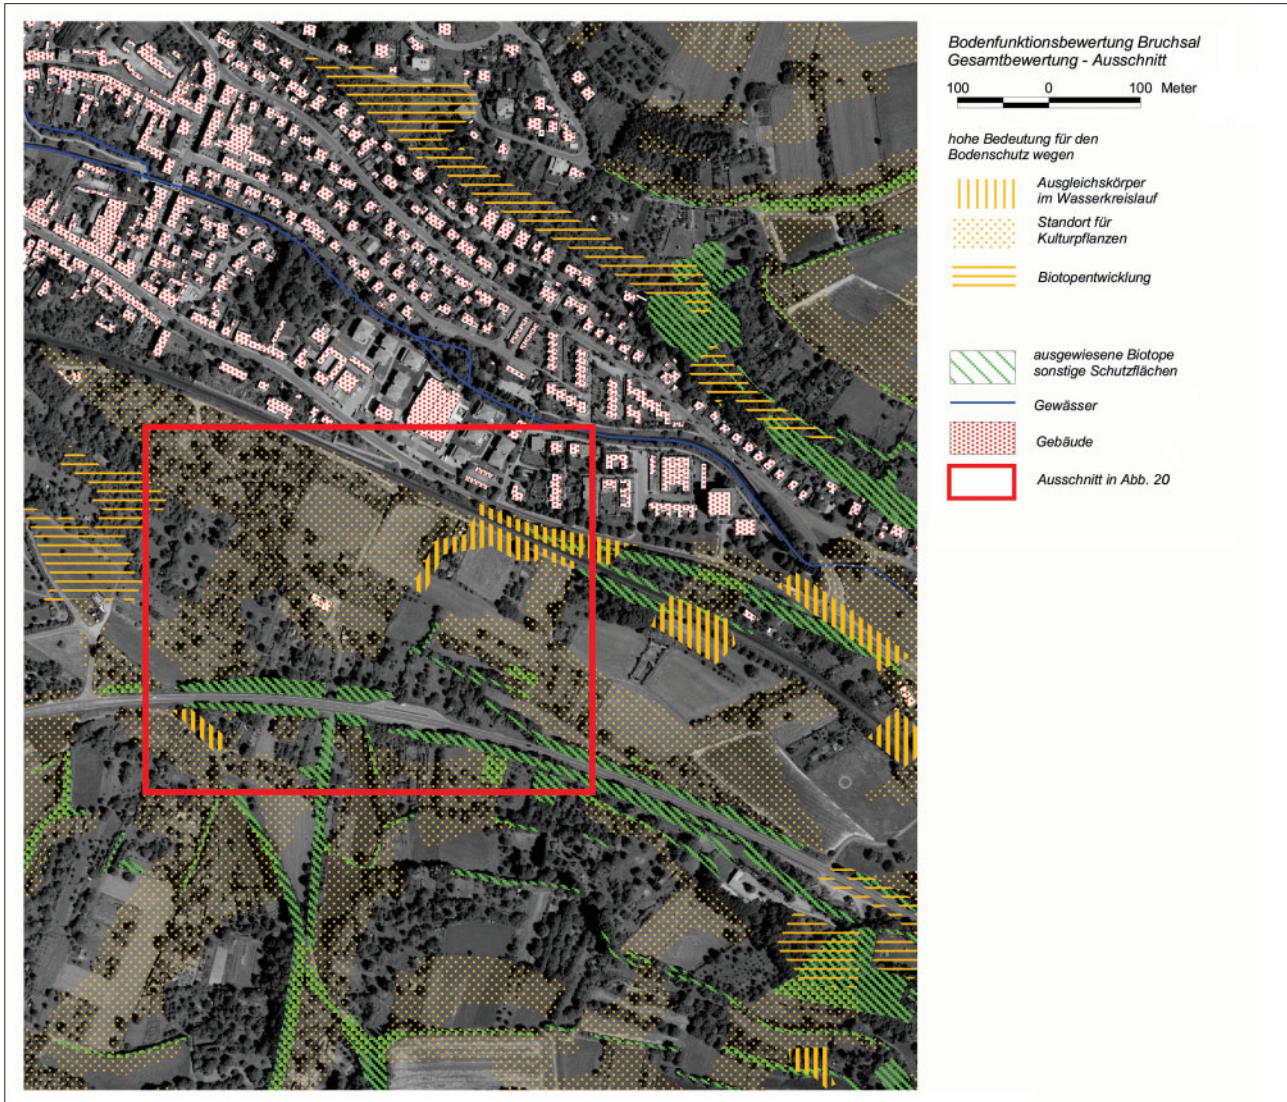 Bodenfunktionsbewertung Bruchsal
Gesamtbewertung - Ausschnitt
100 0 100 Meter
hohe Bedeutung für den
Bodenschutz wegen
Ausgleichskörper
im Wasserkreislauf
Standort für
Kulturpflanzen
Biotopentwicklung
ausgewiesene Biotope
sonstige Schutzflächen
Gewässer
Gebäude
Ausschnitt in Abb. 20